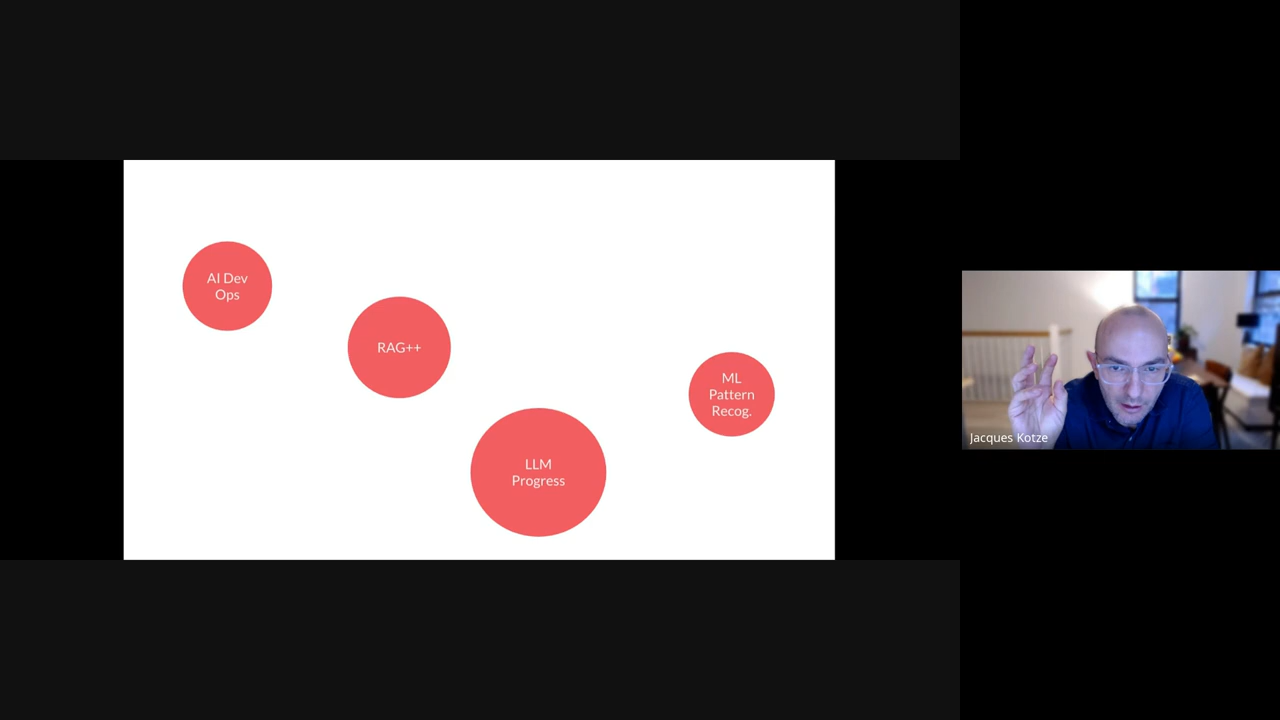 AI Dev
Ops
RAG++
ML
Pattern
Recog.
LLM
Progress
Jacques Kotze